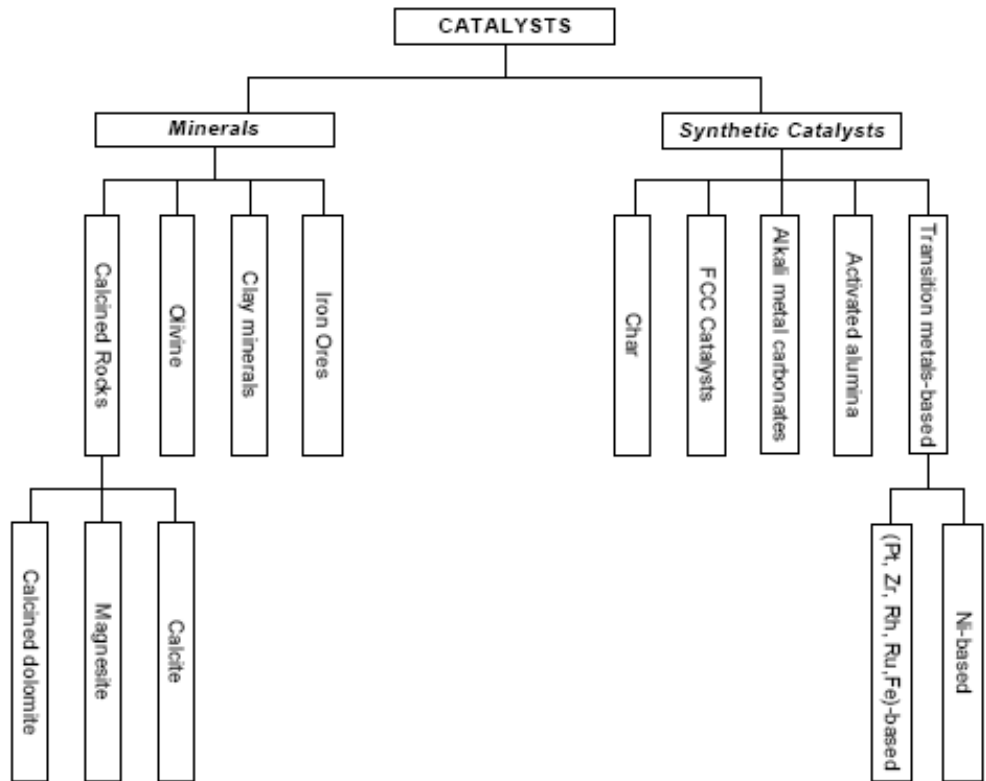 CATALYSTS
Minerals
Synthetic Catalysts
Calcined Rocks
Olivine
Clay minerals
Iron Ores
Char
FCC Catalysts
Alkali metal carbonates
Activated alumina
Transition metals-based
Calcined dolomite
Magnesite
Calcite
(Pt, Zr, Rh, Ru,Fe)-based
Ni-based